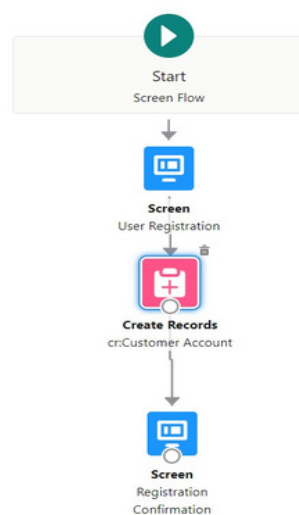 Start
Screen Flow
Screen
User Registration
Create Records
cr:Customer Account
Screen
Registration
Confirmation